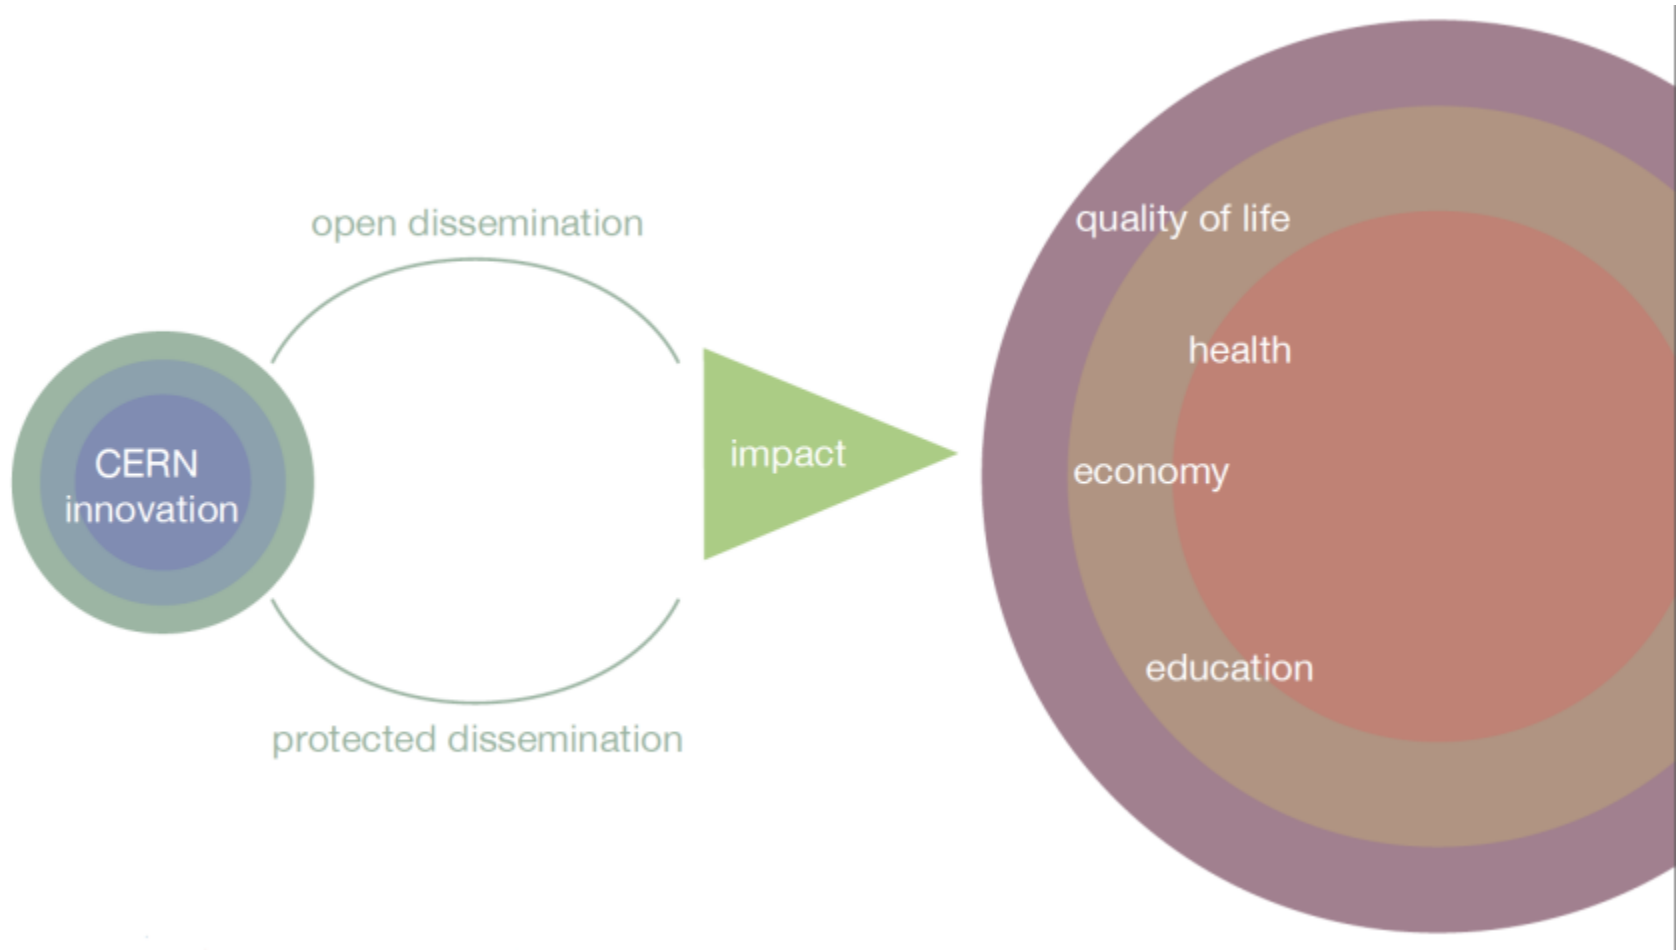 open dissemination
CERN
innovation
protected dissemination
impact
quality of life
health
economy
education